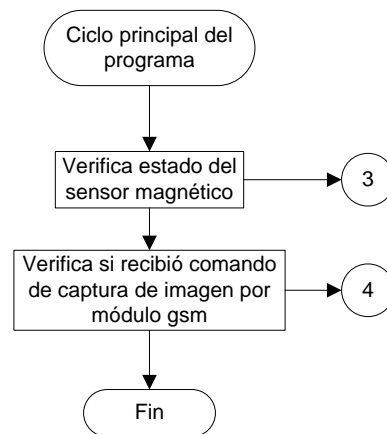 Ciclo principal del
programa
Verifica estado del
sensor magnético
3
Verifica si recibió comando
de captura de imagen por
módulo gsm
4
Fin